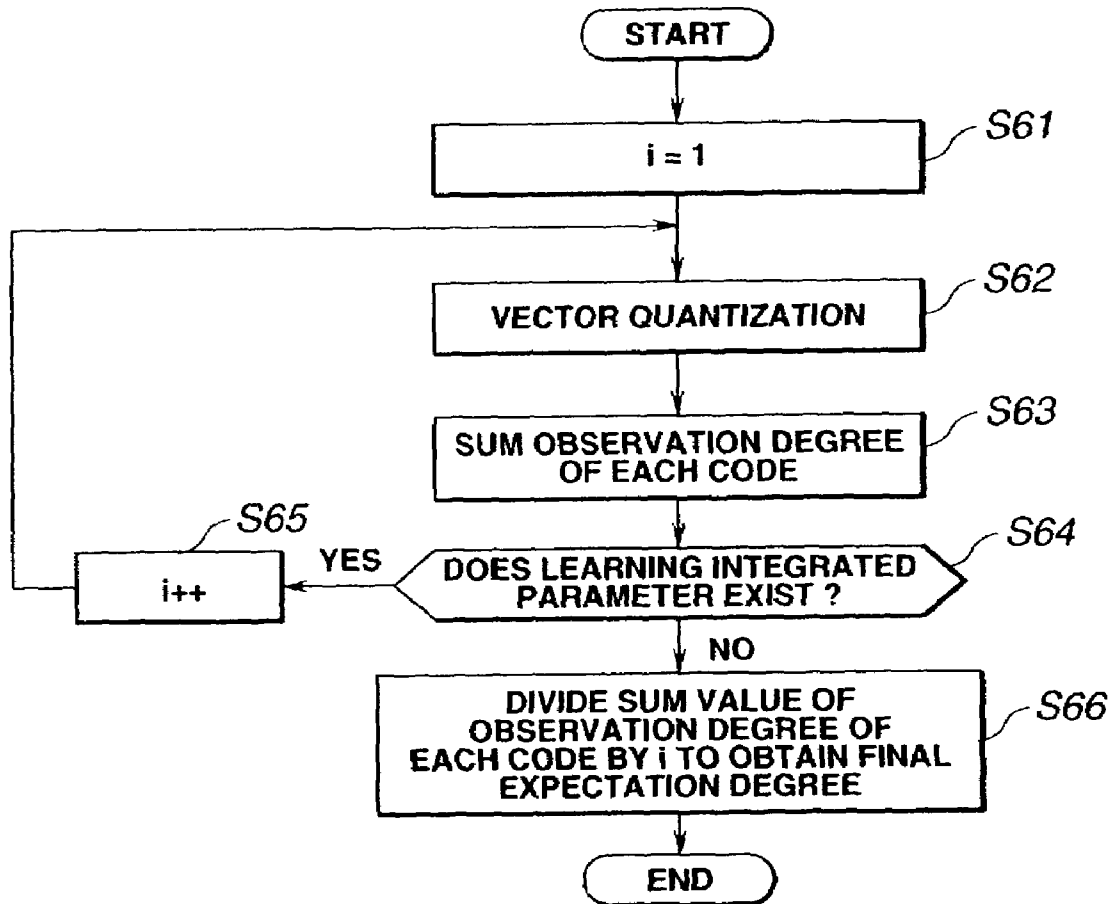 START
S61
i = 1
S62
VECTOR QUANTIZATION
S63
SUM OBSERVATION DEGREE
OF EACH CODE
S65
S64
YES
i++
DOES LEARNING INTEGRATED
PARAMETER EXIST ?
NO
S66
DIVIDE SUM VALUE OF
OBSERVATION DEGREE OF
EACH CODE BY i TO OBTAIN FINAL
EXPECTATION DEGREE
END